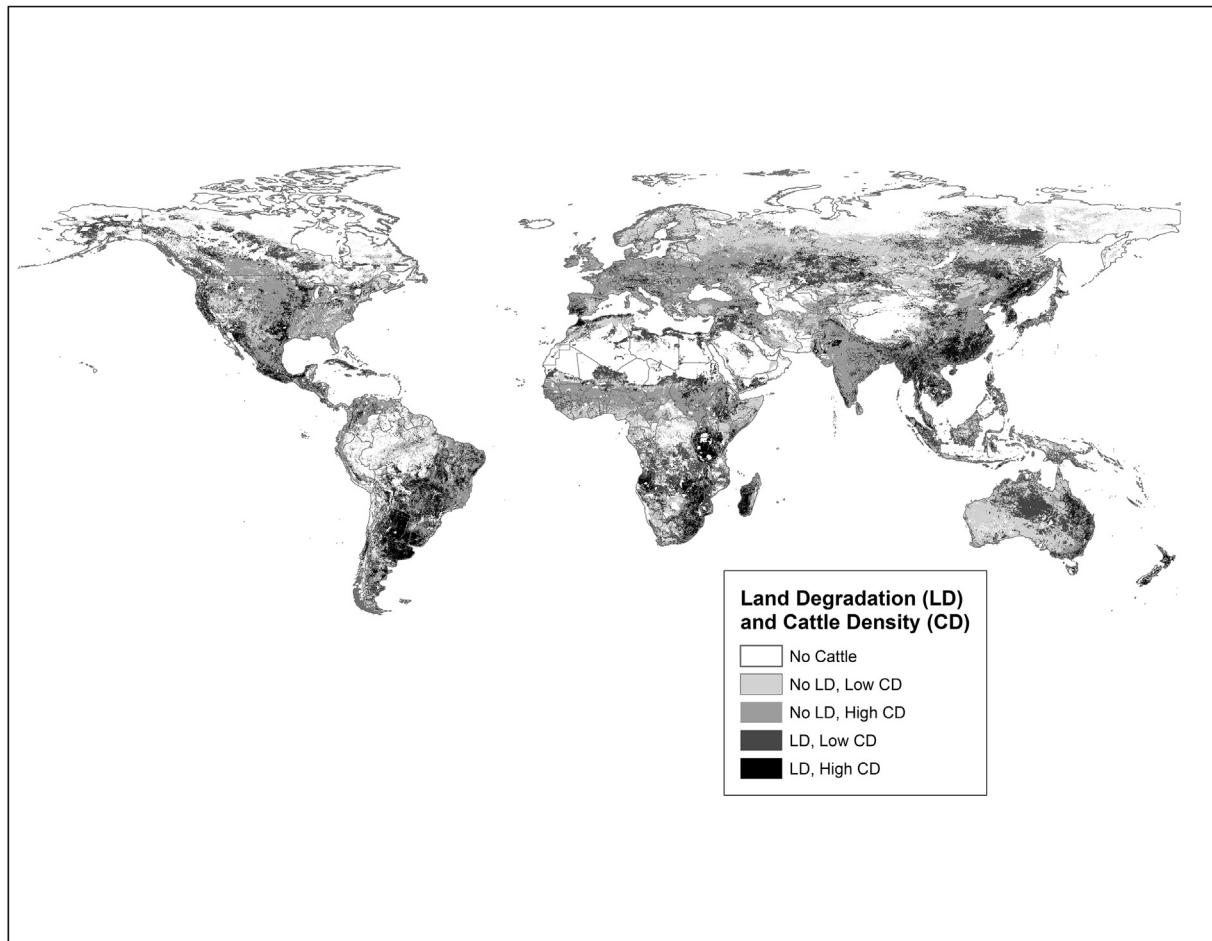 Land Degradation (LD)
and Cattle Density (CD)
No Cattle
No LD, Low CD
No LD, High CD
LD, Low CD
LD, High CD